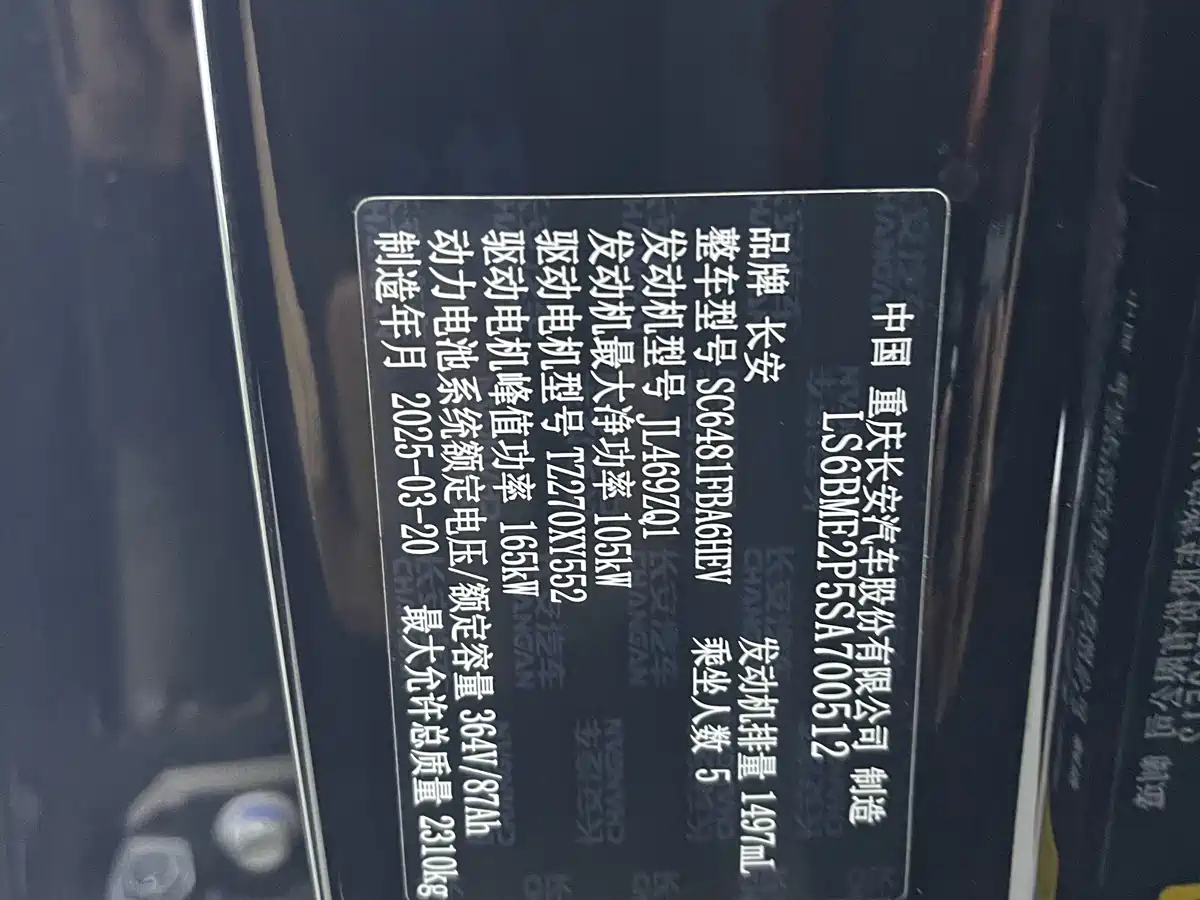 中国 重庆长安汽车股份有限公司 制造
LS6BME2P5SA700512
品牌 长安 发动机排量 1497mL
整车型号 SC6481FBA6HEV 乘坐人数 5
发动机型号 JL469ZQ1
发动机最大净功率 105kW
驱动电机型号 TZ270XY552
驱动电机峰值功率 165kW
动力电池系统额定电压/额定容量 364V/87Ah
制造年月 2025-03-20 最大允许总质量 2310kg